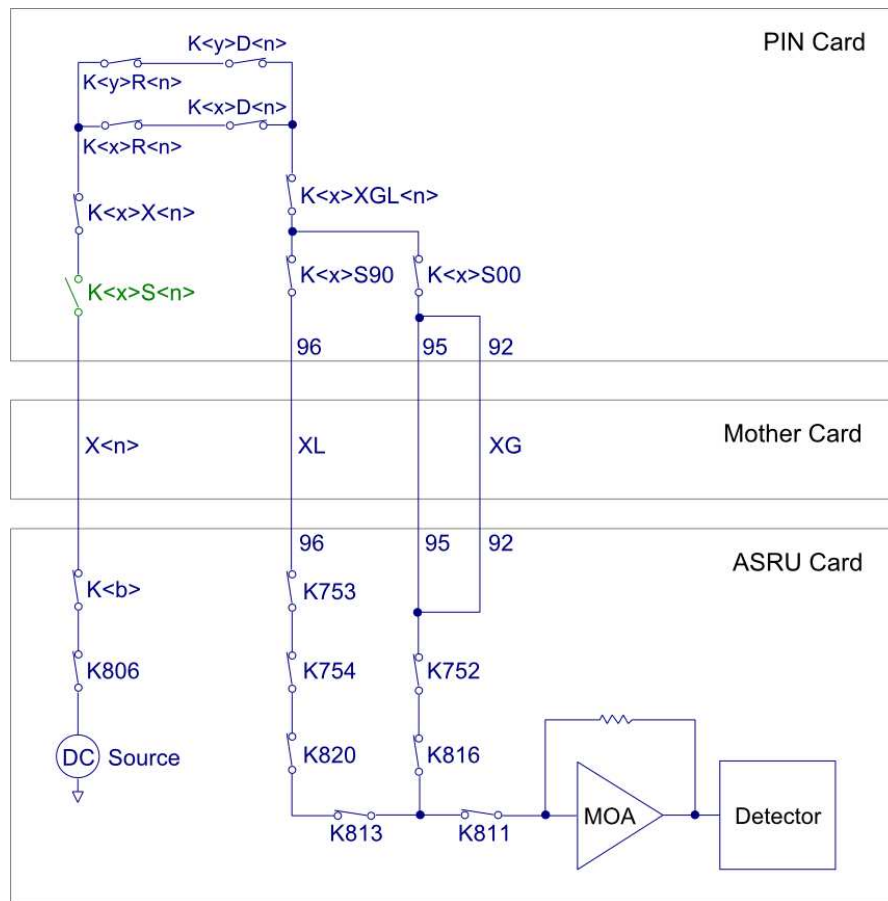 PIN Card
K<y>D<n>
K<y>R<n>
K<x>D<n>
K<x>R<n>
K<x>X<n>
K<x>XGL<n>
K<x>S<n>
K<x>S90
K<x>S00
96
95
92
Mother Card
X<n>
XL
XG
ASRU Card
96
95
92
K<b>
K753
K806
K754
K752
DC
Source
K820
K816
K813
K811
MOA
Detector